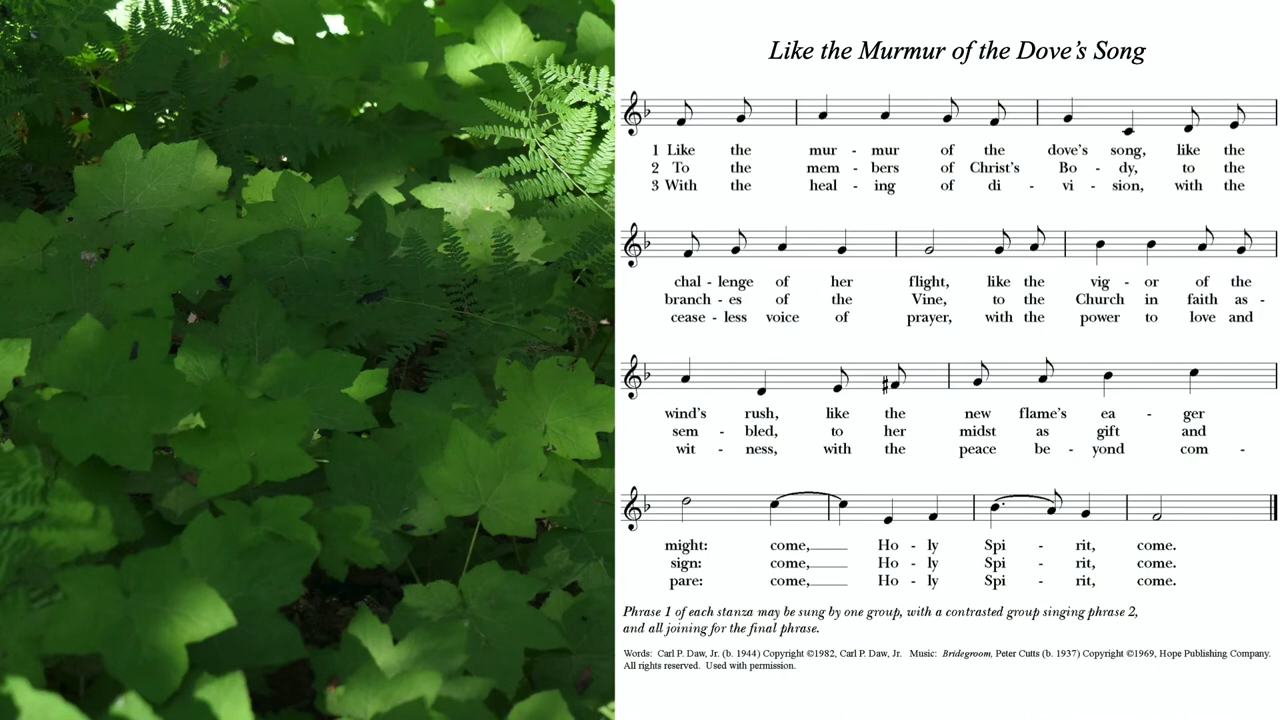 Like the Murmur of the Dove's Song
1 Like the mur - mur of the dove's song, like the
2 To the mem - bers of Christ's Bo - dy, to the
3 With the heal - ing of di - vi - sion, with the
chal - lenge of her flight, like the vig - or of the
branch - es of the Vine, to the Church in faith as -
cease - less voice of prayer, with the power to love and
wind's rush, like the new flame's ea - ger
sem - bled, to her midst as gift and
wit - ness, with the peace be - yond com -
might: come, Ho - ly Spi - rit, come.
sign: come, Ho - ly Spi - rit, come.
pare: come, Ho - ly Spi - rit, come.
Phrase 1 of each stanza may be sung by one group, with a contrasted group singing phrase 2,
and all joining for the final phrase.
Words: Carl P. Daw, Jr. (b. 1944) Copyright ©1982, Carl P. Daw, Jr. Music: Bridegroom, Peter Cutts (b. 1937) Copyright ©1969, Hope Publishing Company.
All rights reserved. Used with permission.